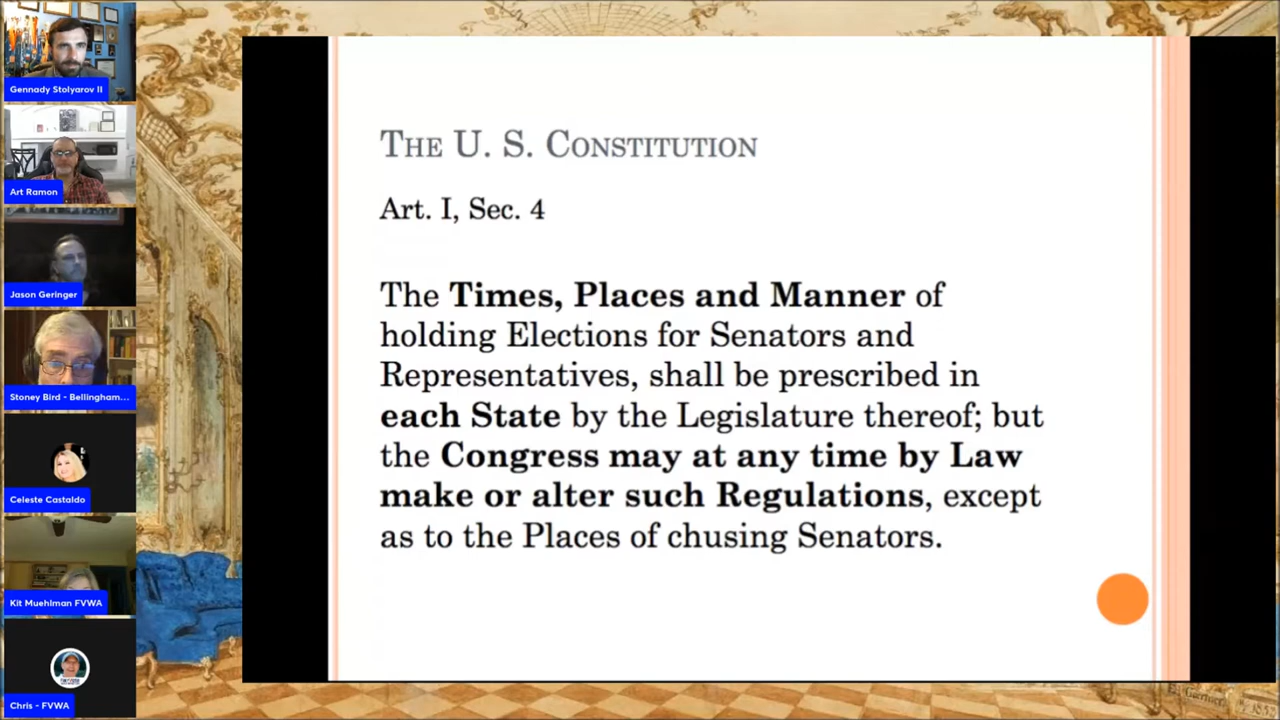 Gennady Stolyarov II
Art Ramon
Jason Geringer
Stoney Bird - Bellingham...
Celeste Castaldo
Kit Muehlman FVWA
Chris - FVWA
THE U. S. CONSTITUTION
Art. I, Sec. 4
The Times, Places and Manner of
holding Elections for Senators and
Representatives, shall be prescribed in
each State by the Legislature thereof; but
the Congress may at any time by Law
make or alter such Regulations, except
as to the Places of chusing Senators.